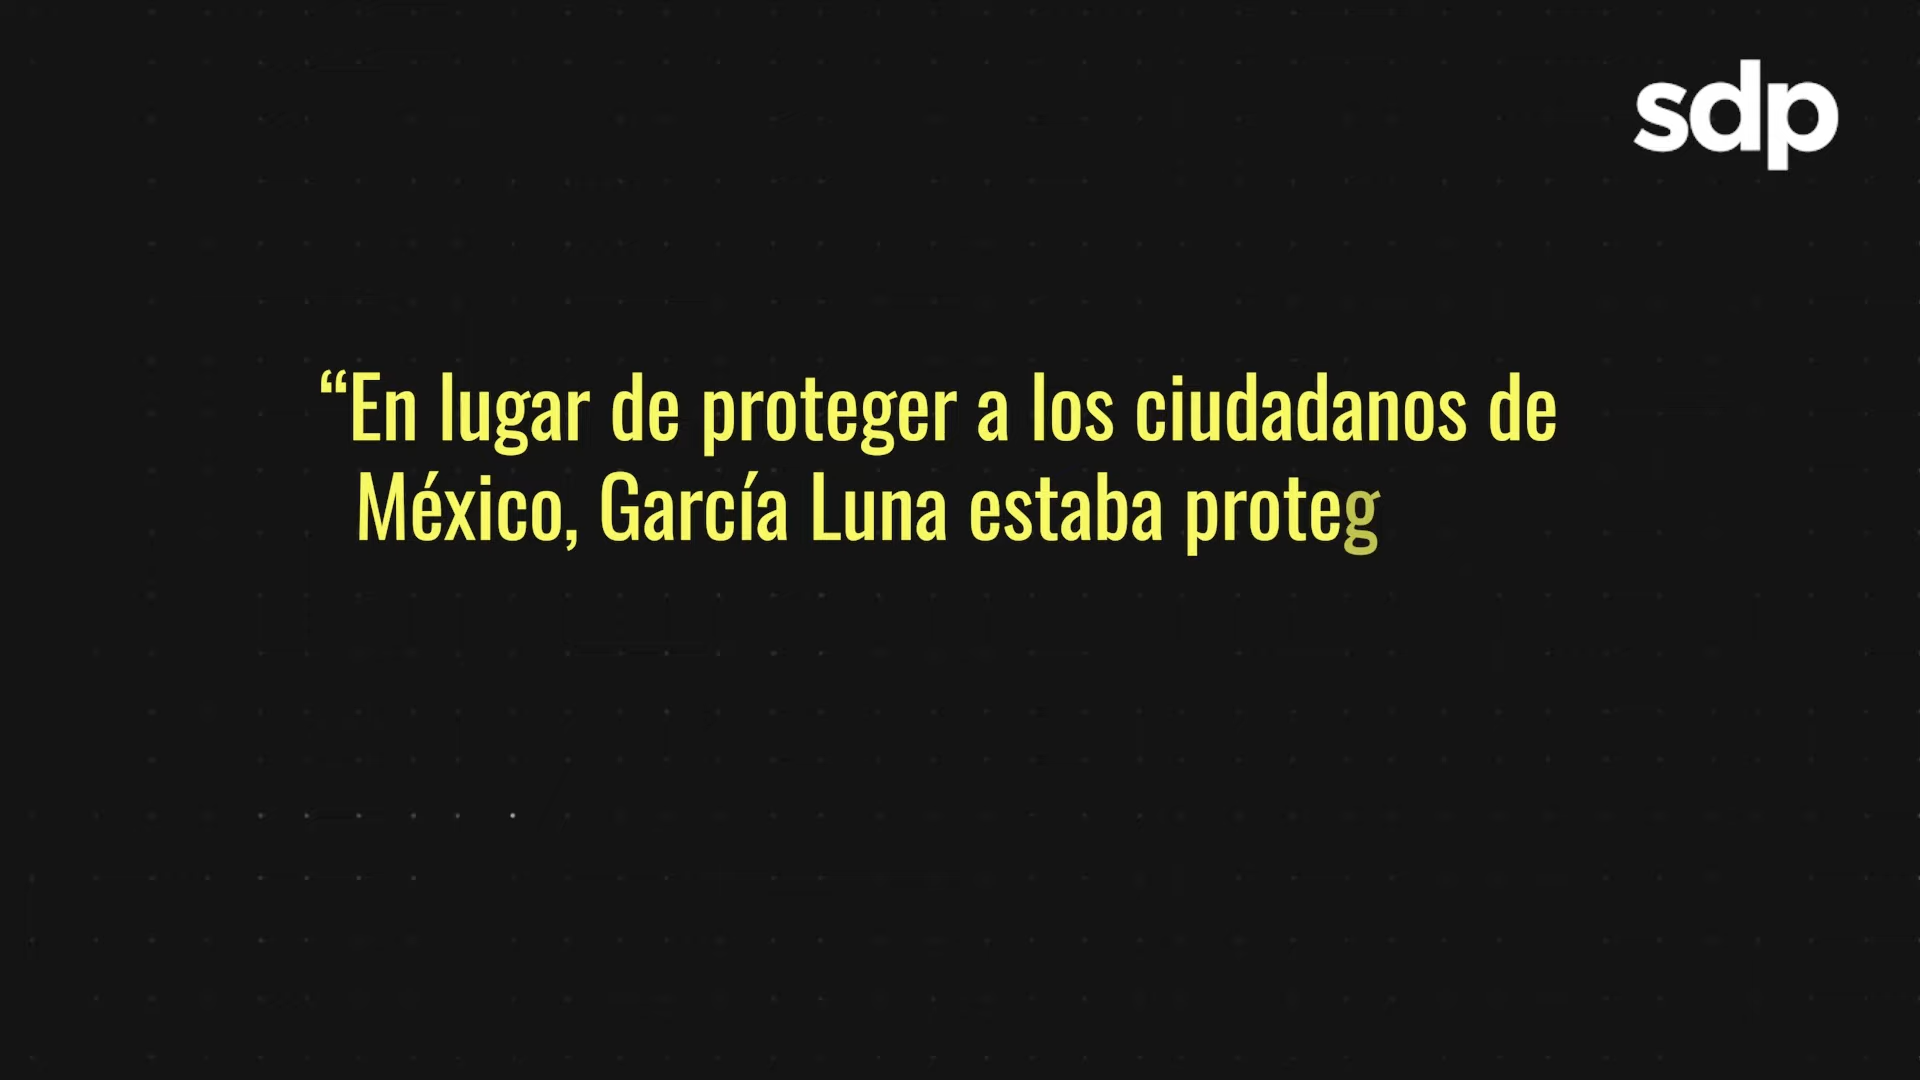 sdp
“En lugar de proteger a los ciudadanos de
México, García Luna estaba proteg